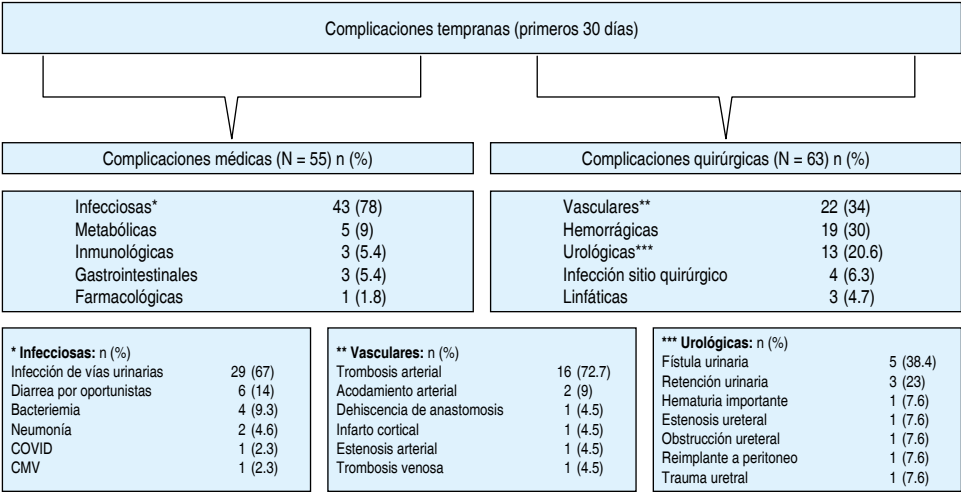 Complicaciones tempranas (primeros 30 días)
Complicaciones médicas (N = 55) n (%)
Infecciosas* 43 (78)
Metabólicas 5 (9)
Inmunológicas 3 (5.4)
Gastrointestinales 3 (5.4)
Farmacológicas 1 (1.8)
Complicaciones quirúrgicas (N = 63) n (%)
Vasculares** 22 (34)
Hemorrágicas 19 (30)
Urológicas*** 13 (20.6)
Infección sitio quirúrgico 4 (6.3)
Linfáticas 3 (4.7)
* Infecciosas: n (%)
Infección de vías urinarias 29 (67)
Diarrea por oportunistas 6 (14)
Bacteriemia 4 (9.3)
Neumonía 2 (4.6)
COVID 1 (2.3)
CMV 1 (2.3)
** Vasculares: n (%)
Trombosis arterial 16 (72.7)
Acodamiento arterial 2 (9)
Dehiscencia de anastomosis 1 (4.5)
Infarto cortical 1 (4.5)
Estenosis arterial 1 (4.5)
Trombosis venosa 1 (4.5)
*** Urológicas: n (%)
Fístula urinaria 5 (38.4)
Retención urinaria 3 (23)
Hematuria importante 1 (7.6)
Estenosis ureteral 1 (7.6)
Obstrucción ureteral 1 (7.6)
Reimplante a peritoneo 1 (7.6)
Trauma uretral 1 (7.6)